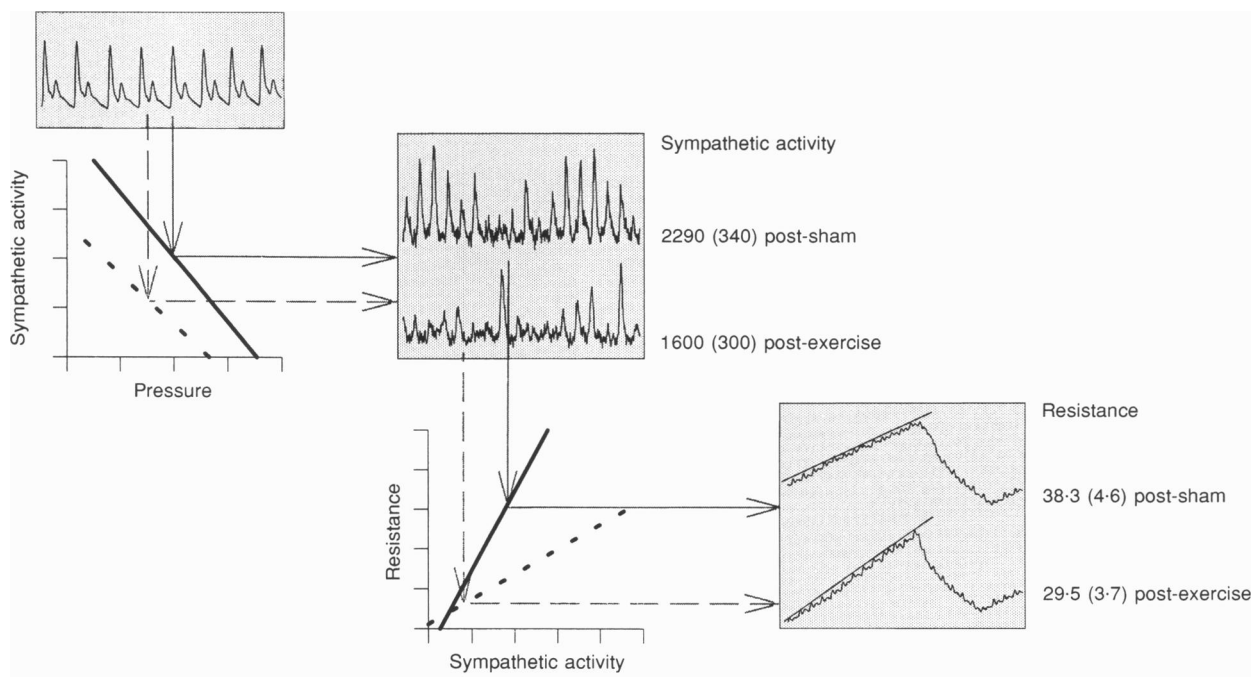 Sympathetic activity
Pressure
Sympathetic activity
2290 (340) post-sham
1600 (300) post-exercise
Resistance
Sympathetic activity
Resistance
38·3 (4·6) post-sham
29·5 (3·7) post-exercise